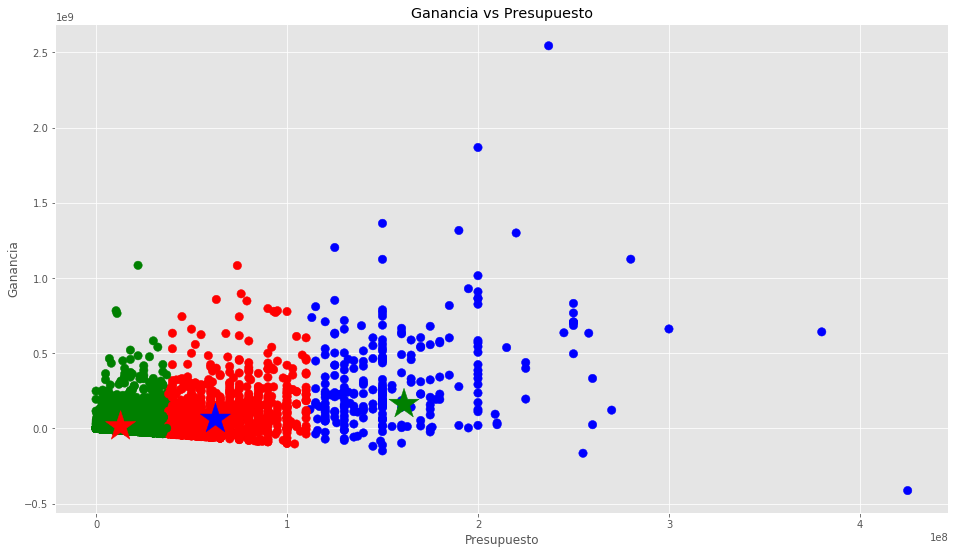 Ganancia vs Presupuesto
1e9
2.5
2.0
1.5
1.0
0.5
0.0
−0.5
Ganancia
0 1 2 3 4
1e8
Presupuesto